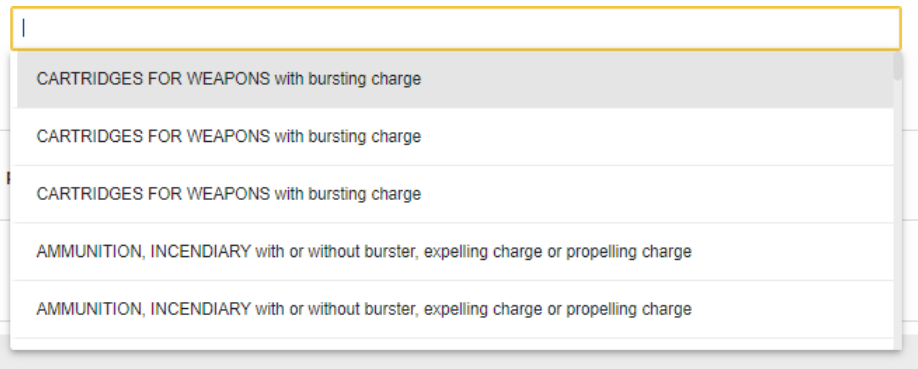 CARTRIDGES FOR WEAPONS with bursting charge
CARTRIDGES FOR WEAPONS with bursting charge
CARTRIDGES FOR WEAPONS with bursting charge
AMMUNITION, INCENDIARY with or without burster, expelling charge or propelling charge
AMMUNITION, INCENDIARY with or without burster, expelling charge or propelling charge